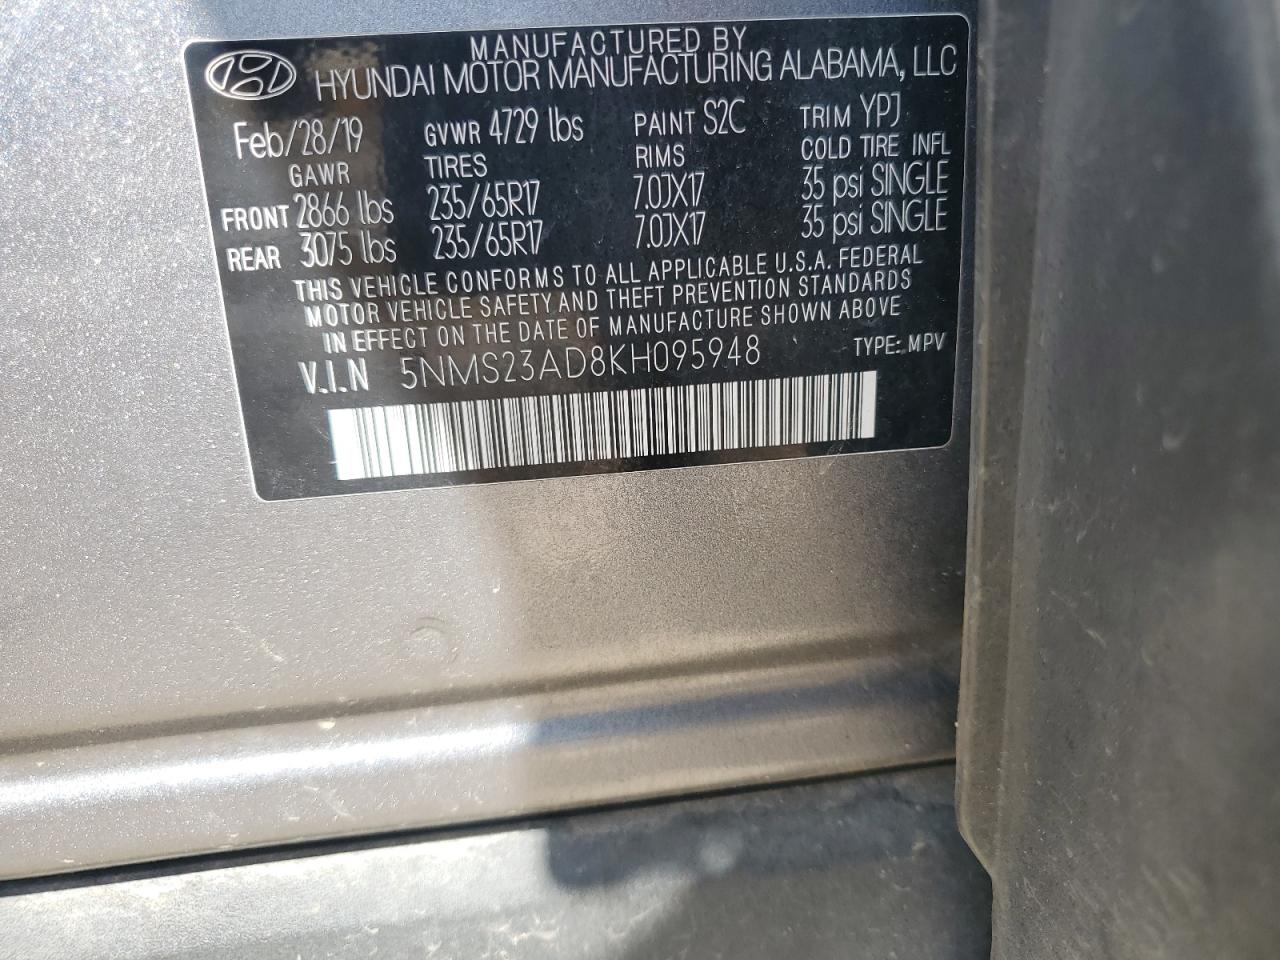 MANUFACTURED BY
HYUNDAI MOTOR MANUFACTURING ALABAMA, LLC
Feb/28/19 GVWR 4729 lbs PAINT S2C TRIM YPJ
GAWR TIRES RIMS COLD TIRE INFL
FRONT 2866 lbs 235/65R17 7.0JX17 35 psi SINGLE
REAR 3075 lbs 235/65R17 7.0JX17 35 psi SINGLE
THIS VEHICLE CONFORMS TO ALL APPLICABLE U.S.A. FEDERAL
MOTOR VEHICLE SAFETY AND THEFT PREVENTION STANDARDS
IN EFFECT ON THE DATE OF MANUFACTURE SHOWN ABOVE
V.I.N 5NMS23AD8KH095948 TYPE: MPV